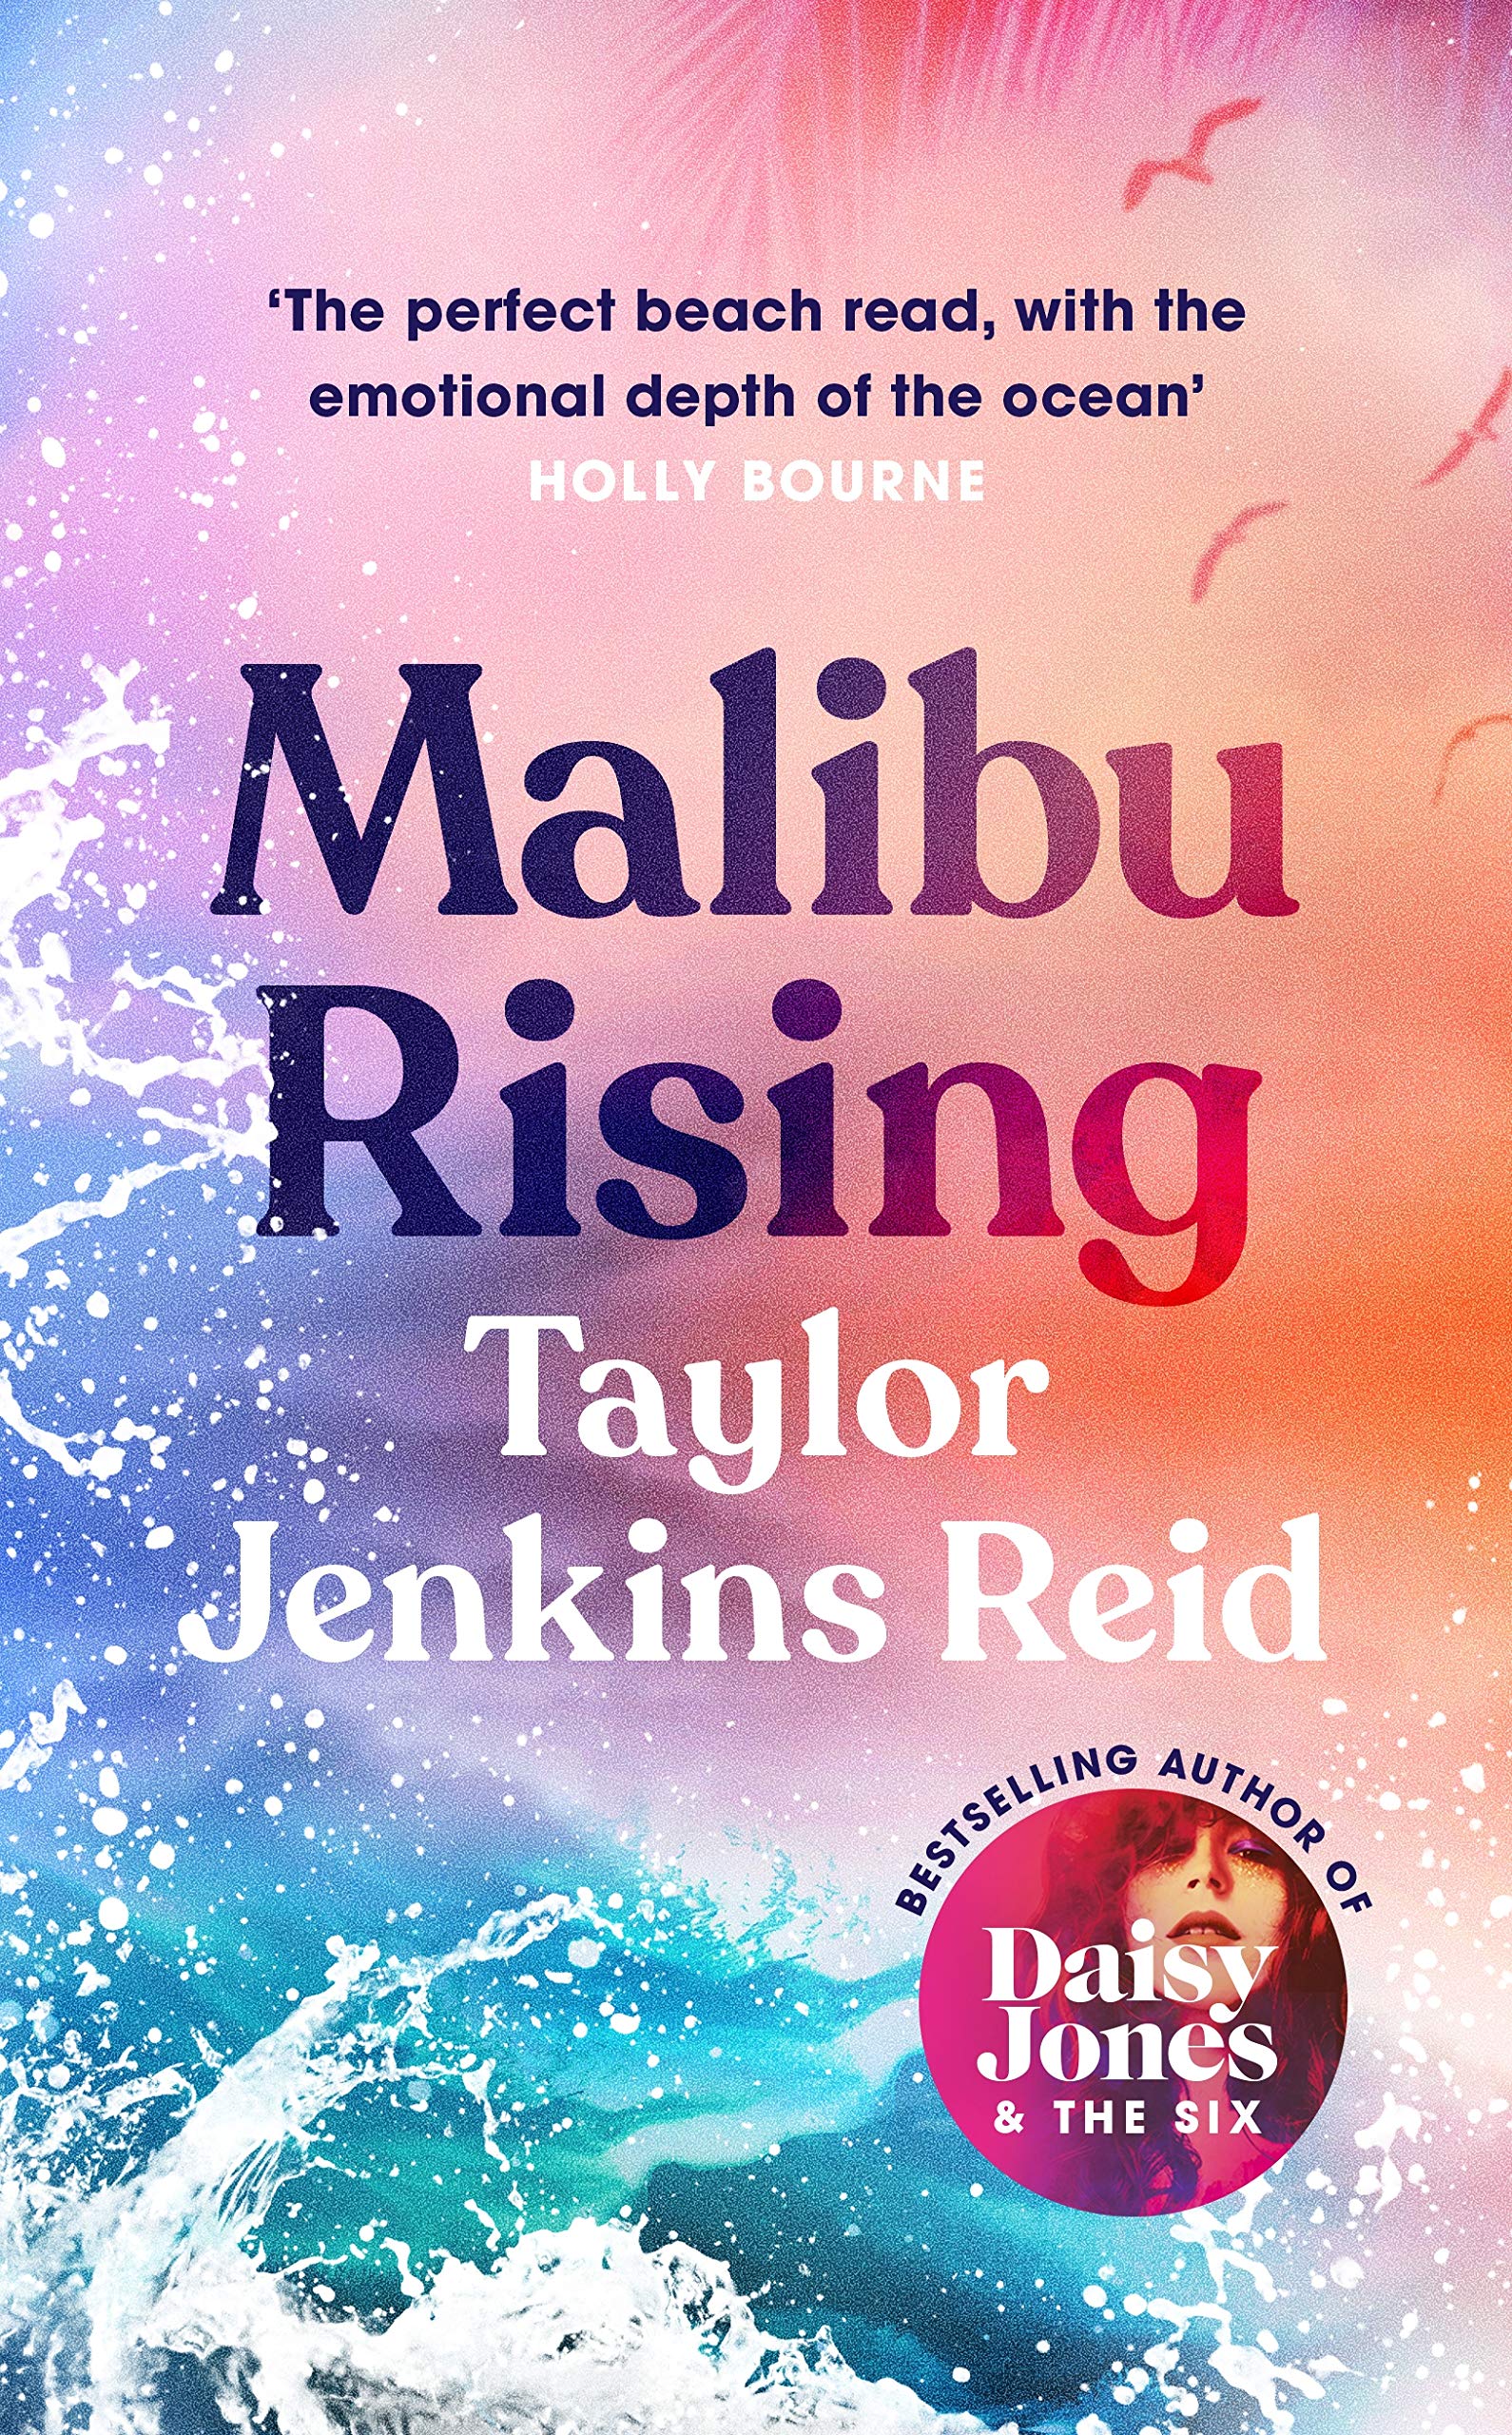 ‘The perfect beach read, with the
emotional depth of the ocean’
HOLLY BOURNE
Malibu
Rising
Taylor
Jenkins Reid
BESTSELLING AUTHOR OF
Daisy
Jones
& THE SIX